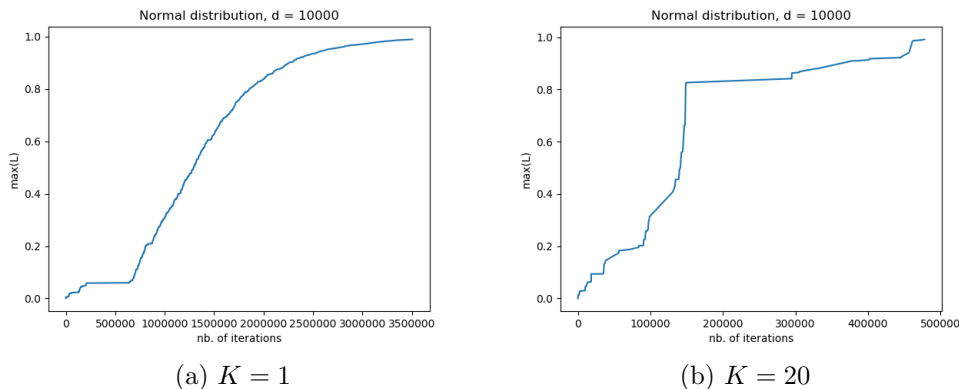 Normal distribution, d = 10000
1.0
0.8
0.6
0.4
0.2
0.0
max(L)
0 500000 1000000 1500000 2000000 2500000 3000000 3500000
nb. of iterations
(a) K = 1
Normal distribution, d = 10000
1.0
0.8
0.6
0.4
0.2
0.0
max(L)
0 100000 200000 300000 400000 500000
nb. of iterations
(b) K = 20